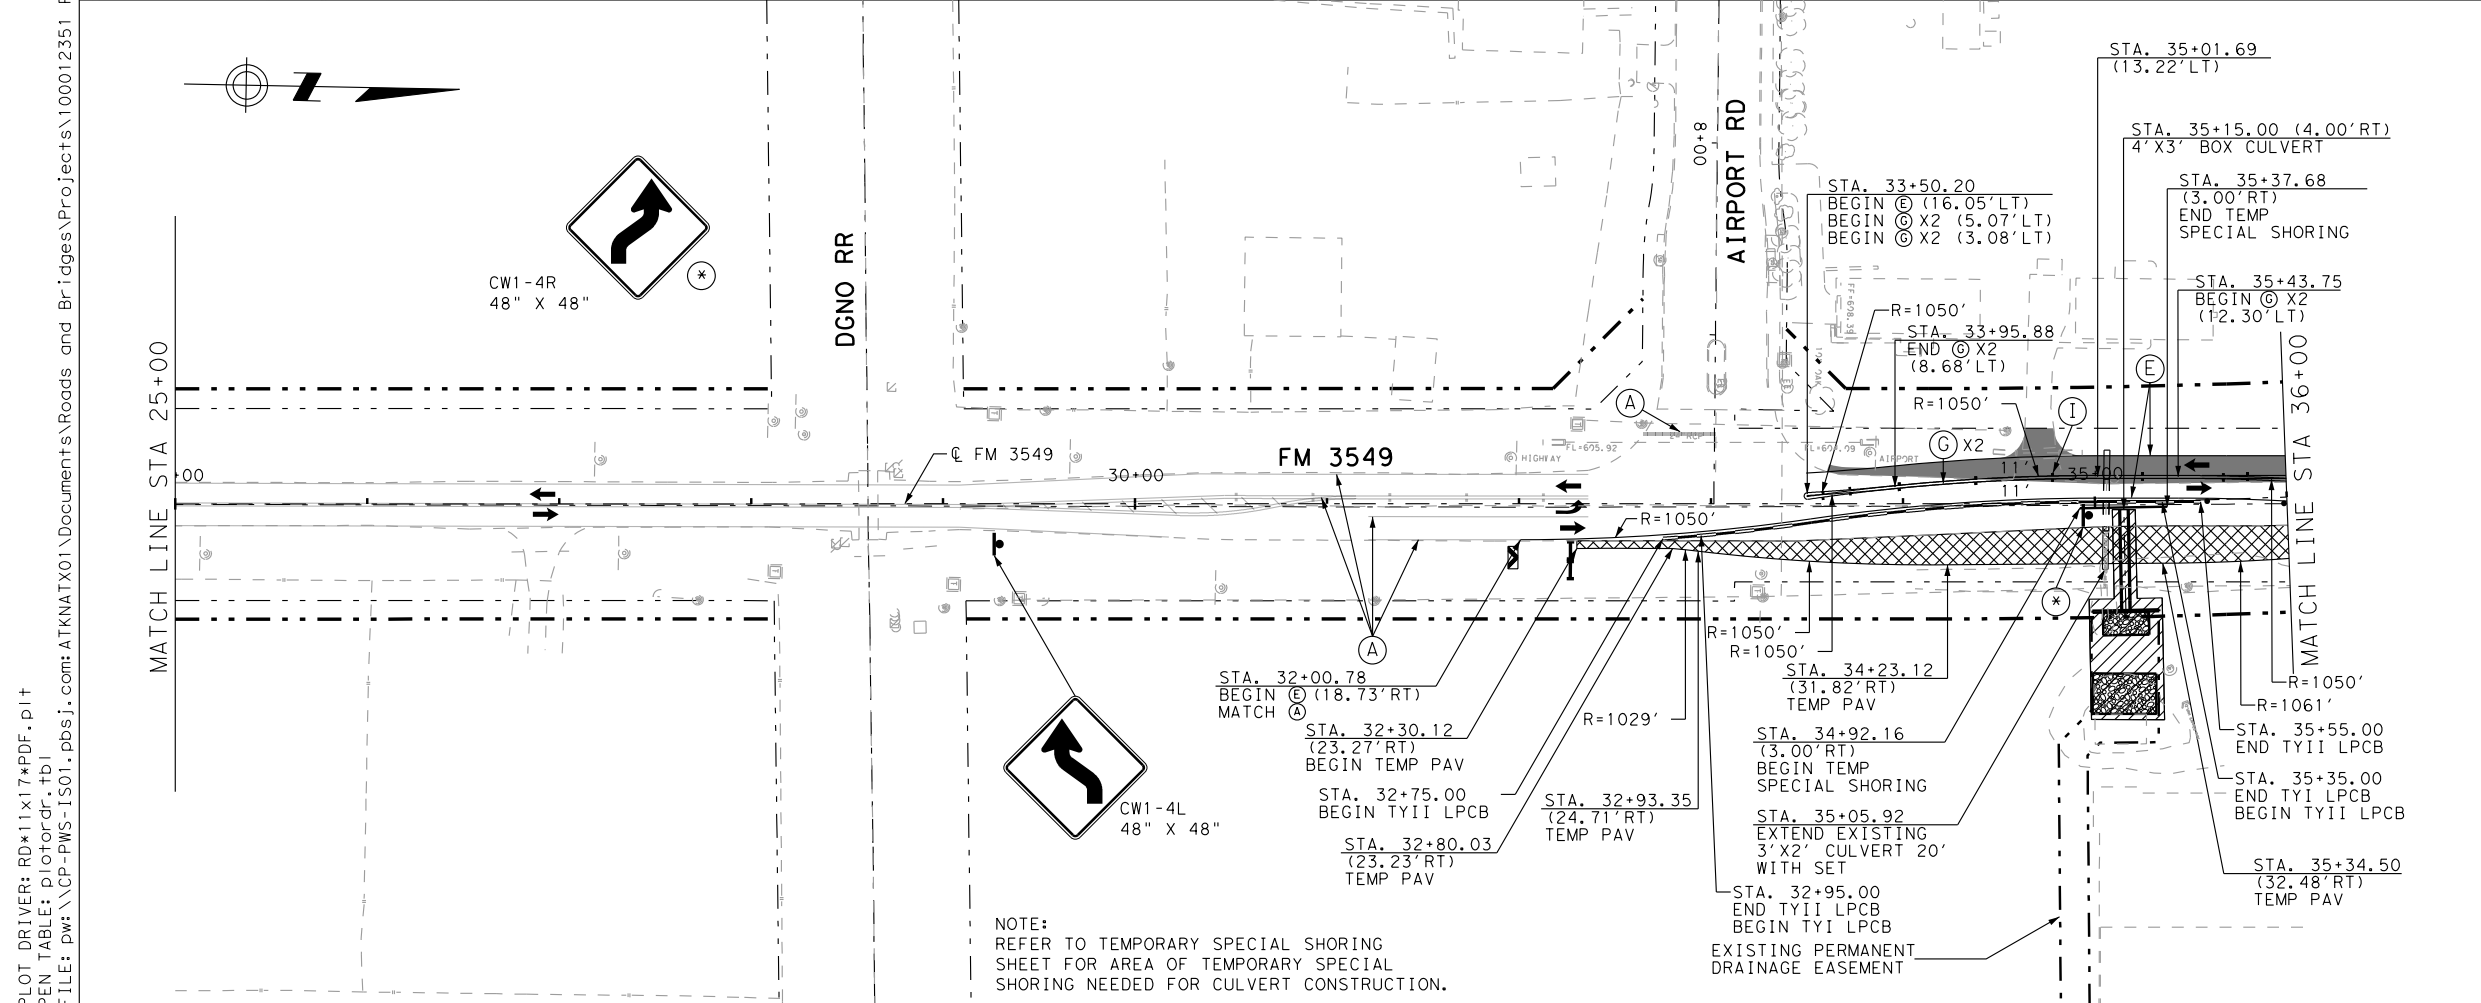 PLOT DRIVER: RD*11x17*PDF.plt
PEN TABLE: plotordr.tbl
FILE: pw:\\CP-PWS-IS01.pbsj.com:ATKNATX01\Documents\Roads and Bridges\Projects\100012351
MATCH LINE STA 25+00
+00
CW1-4R
48" X 48"
*
DGNO RR
℄ FM 3549
30+00
FM 3549
HIGHWAY
FL=605.92
A
8+00
AIRPORT RD
AIRPORT
STA. 33+50.20
BEGIN Ⓔ (16.05'LT)
BEGIN Ⓖ X2 (5.07'LT)
BEGIN Ⓖ X2 (3.08'LT)
R=1050'
STA. 33+95.88
END Ⓖ X2
(8.68'LT)
R=1050'
G X2
I
E
11'
11'
35+00
STA. 35+01.69
(13.22'LT)
STA. 35+15.00 (4.00'RT)
4'X3' BOX CULVERT
STA. 35+37.68
(3.00'RT)
END TEMP
SPECIAL SHORING
STA. 35+43.75
BEGIN Ⓖ X2
(12.30'LT)
MATCH LINE STA 36+00
R=1050'
A
STA. 32+00.78
BEGIN Ⓔ (18.73'RT)
MATCH Ⓐ
STA. 32+30.12
(23.27'RT)
BEGIN TEMP PAV
STA. 32+75.00
BEGIN TYII LPCB
STA. 32+80.03
(23.23'RT)
TEMP PAV
R=1029'
STA. 32+93.35
(24.71'RT)
TEMP PAV
R=1050'
R=1050'
STA. 34+23.12
(31.82'RT)
TEMP PAV
STA. 34+92.16
(3.00'RT)
BEGIN TEMP
SPECIAL SHORING
STA. 35+05.92
EXTEND EXISTING
3'X2' CULVERT 20'
WITH SET
STA. 32+95.00
END TYII LPCB
BEGIN TYI LPCB
EXISTING PERMANENT
DRAINAGE EASEMENT
*
R=1050'
R=1061'
STA. 35+55.00
END TYII LPCB
STA. 35+35.00
END TYI LPCB
BEGIN TYII LPCB
STA. 35+34.50
(32.48'RT)
TEMP PAV
CW1-4L
48" X 48"
NOTE:
REFER TO TEMPORARY SPECIAL SHORING
SHEET FOR AREA OF TEMPORARY SPECIAL
SHORING NEEDED FOR CULVERT CONSTRUCTION.